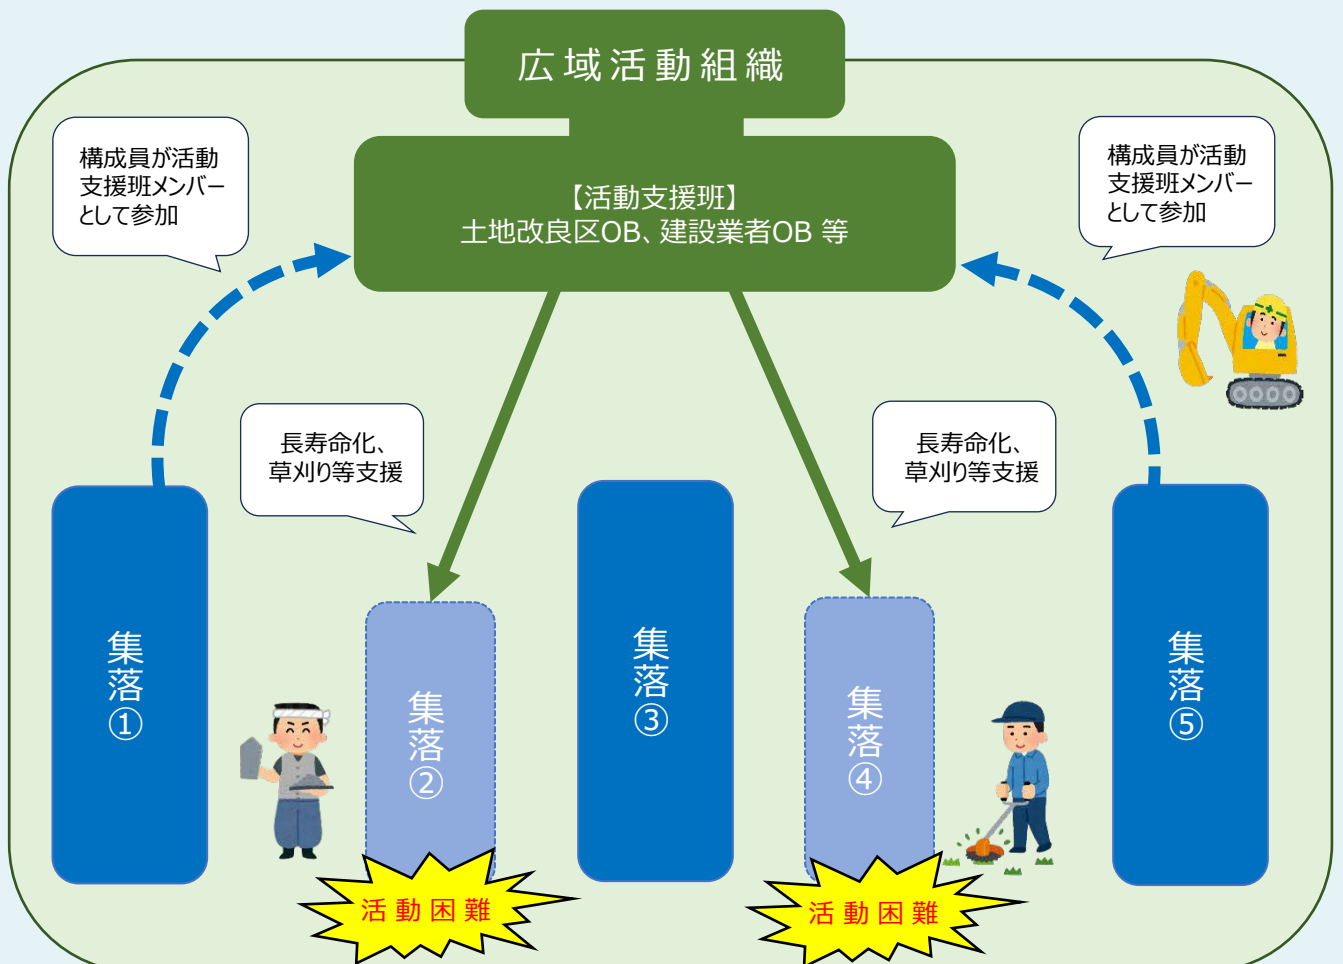 広域活動組織
【活動支援班】
土地改良区OB、建設業者OB 等
構成員が活動
支援班メンバー
として参加
構成員が活動
支援班メンバー
として参加
長寿命化、
草刈り等支援
長寿命化、
草刈り等支援
集落①
集落②
集落③
集落④
集落⑤
活動困難
活動困難